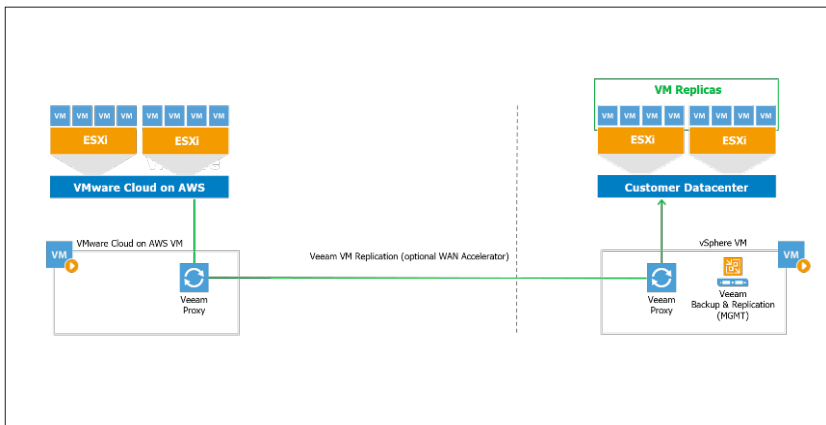 VM Replicas
VM VM VM VM VM VM VM VM
VM VM VM VM VM VM VM VM
ESXi ESXi
ESXi ESXi
VMware Cloud on AWS
Customer Datacenter
VMware Cloud on AWS VM
vSphere VM
VM
VM
Veeam VM Replication (optional WAN Accelerator)
Veeam
Proxy
Veeam
Proxy
Veeam
Backup & Replication
(MGMT)